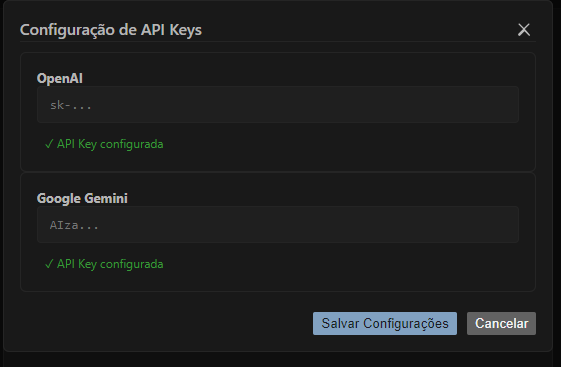 Configuração de API Keys
OpenAI
sk-...
✓ API Key configurada
Google Gemini
AIza...
✓ API Key configurada
Salvar Configurações Cancelar